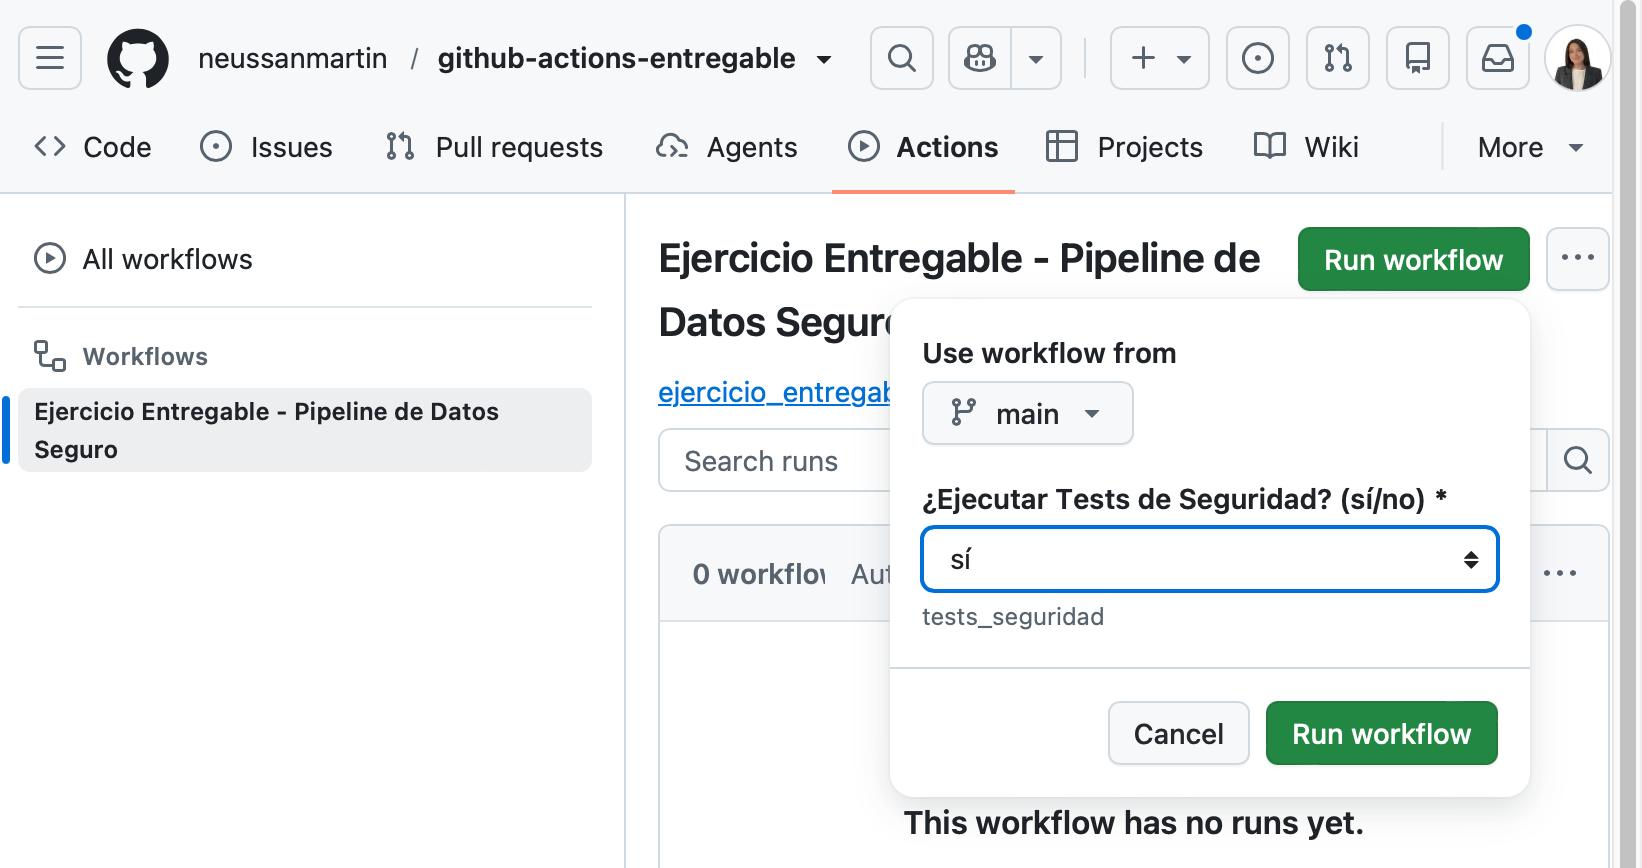 neussanmartin / github-actions-entregable
Code Issues Pull requests Agents Actions Projects Wiki More
All workflows
Workflows
Ejercicio Entregable - Pipeline de Datos
Seguro
Ejercicio Entregable - Pipeline de
Datos Seguro
Run workflow
ejercicio_entregab
Search runs
0 workflow
Aut
Use workflow from
main
¿Ejecutar Tests de Seguridad? (sí/no) *
sí
tests_seguridad
Cancel
Run workflow
This workflow has no runs yet.